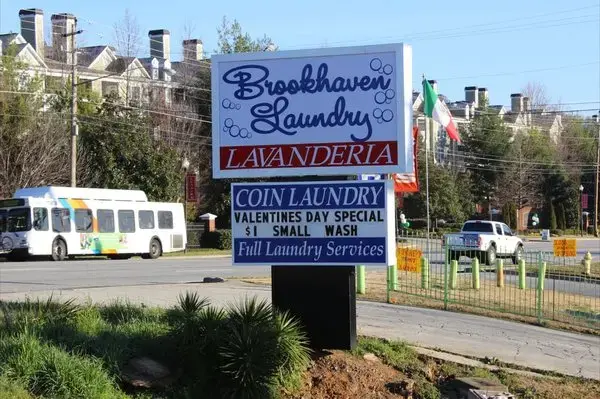 Brookhaven
Laundry
LAVANDERIA
COIN LAUNDRY
VALENTINES DAY SPECIAL
$1 SMALL WASH
Full Laundry Services